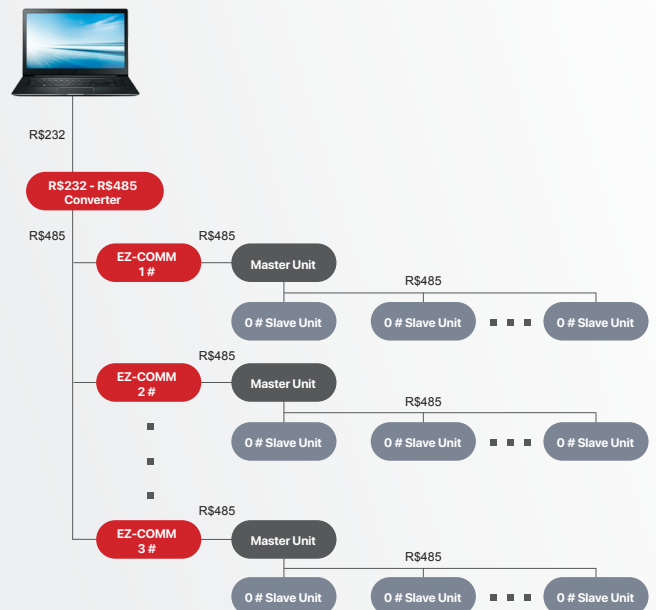 R$232
R$232 - R$485
Converter
R$485
R$485
EZ-COMM
1 #
Master Unit
R$485
0 # Slave Unit
0 # Slave Unit
0 # Slave Unit
R$485
EZ-COMM
2 #
Master Unit
R$485
0 # Slave Unit
0 # Slave Unit
0 # Slave Unit
R$485
EZ-COMM
3 #
Master Unit
R$485
0 # Slave Unit
0 # Slave Unit
0 # Slave Unit